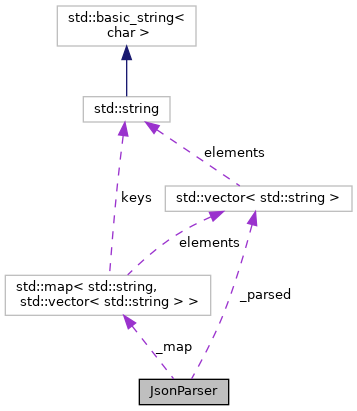 std::basic_string<
char >
std::string
elements
keys
std::vector< std::string >
elements
std::map< std::string,
std::vector< std::string > >
_parsed
_map
JsonParser